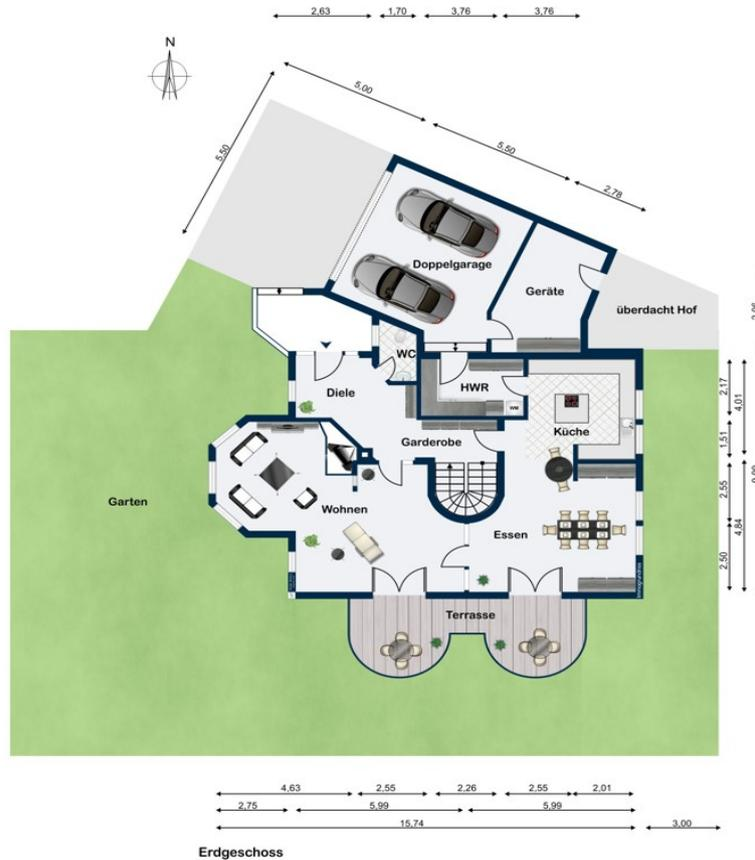 2,63 1,70 3,76 3,76
N
5,00
5,50
5,50
2,78
Doppelgarage
Geräte
überdacht Hof
WC
HWR
WM
Diele
Küche
Garderobe
Garten
Wohnen
Essen
Terrasse
2,17
4,01
1,51
2,55
4,84
2,50
4,63 2,55 2,26 2,55 2,01
2,75 5,99 5,99
15,74 3,00
Erdgeschoss